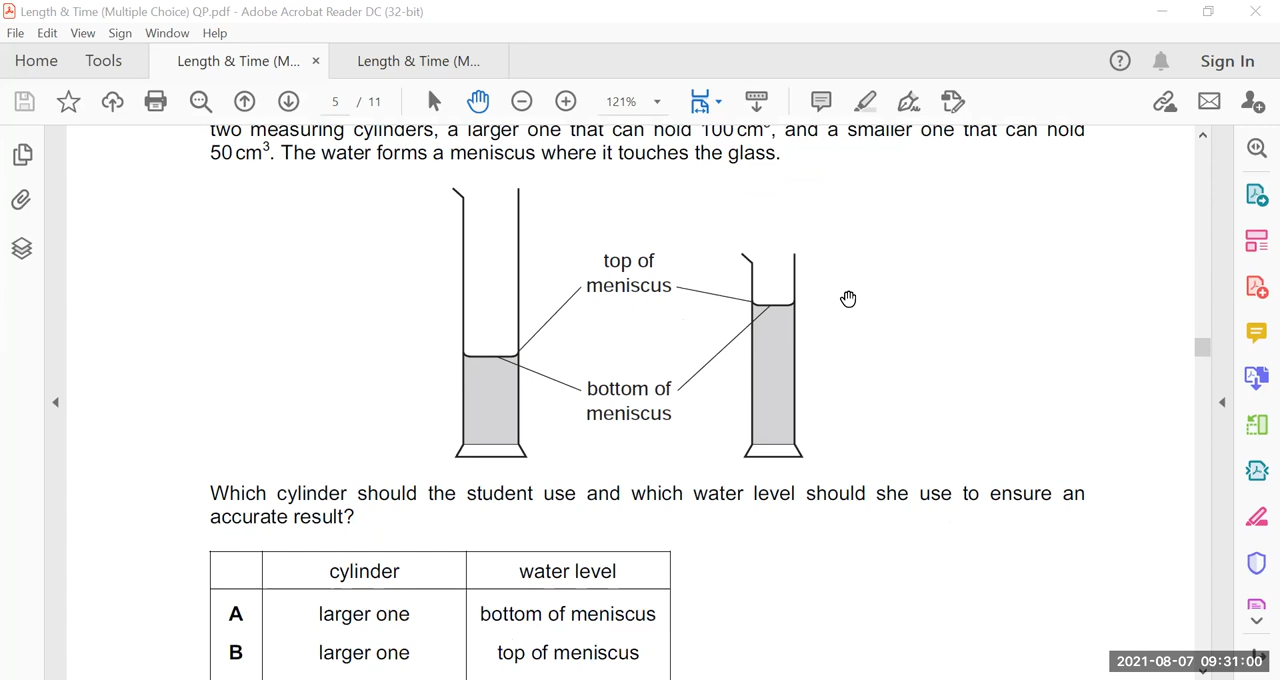 Length & Time (Multiple Choice) QP.pdf - Adobe Acrobat Reader DC (32-bit)
File Edit View Sign Window Help
Home Tools Length & Time (M... × Length & Time (M... Sign In
5 / 11 121%
two measuring cylinders, a larger one that can hold 100 cm³, and a smaller one that can hold
50 cm³. The water forms a meniscus where it touches the glass.
top of
meniscus
bottom of
meniscus
Which cylinder should the student use and which water level should she use to ensure an
accurate result?
cylinder water level
A larger one bottom of meniscus
B larger one top of meniscus
2021-08-07 09:31:00